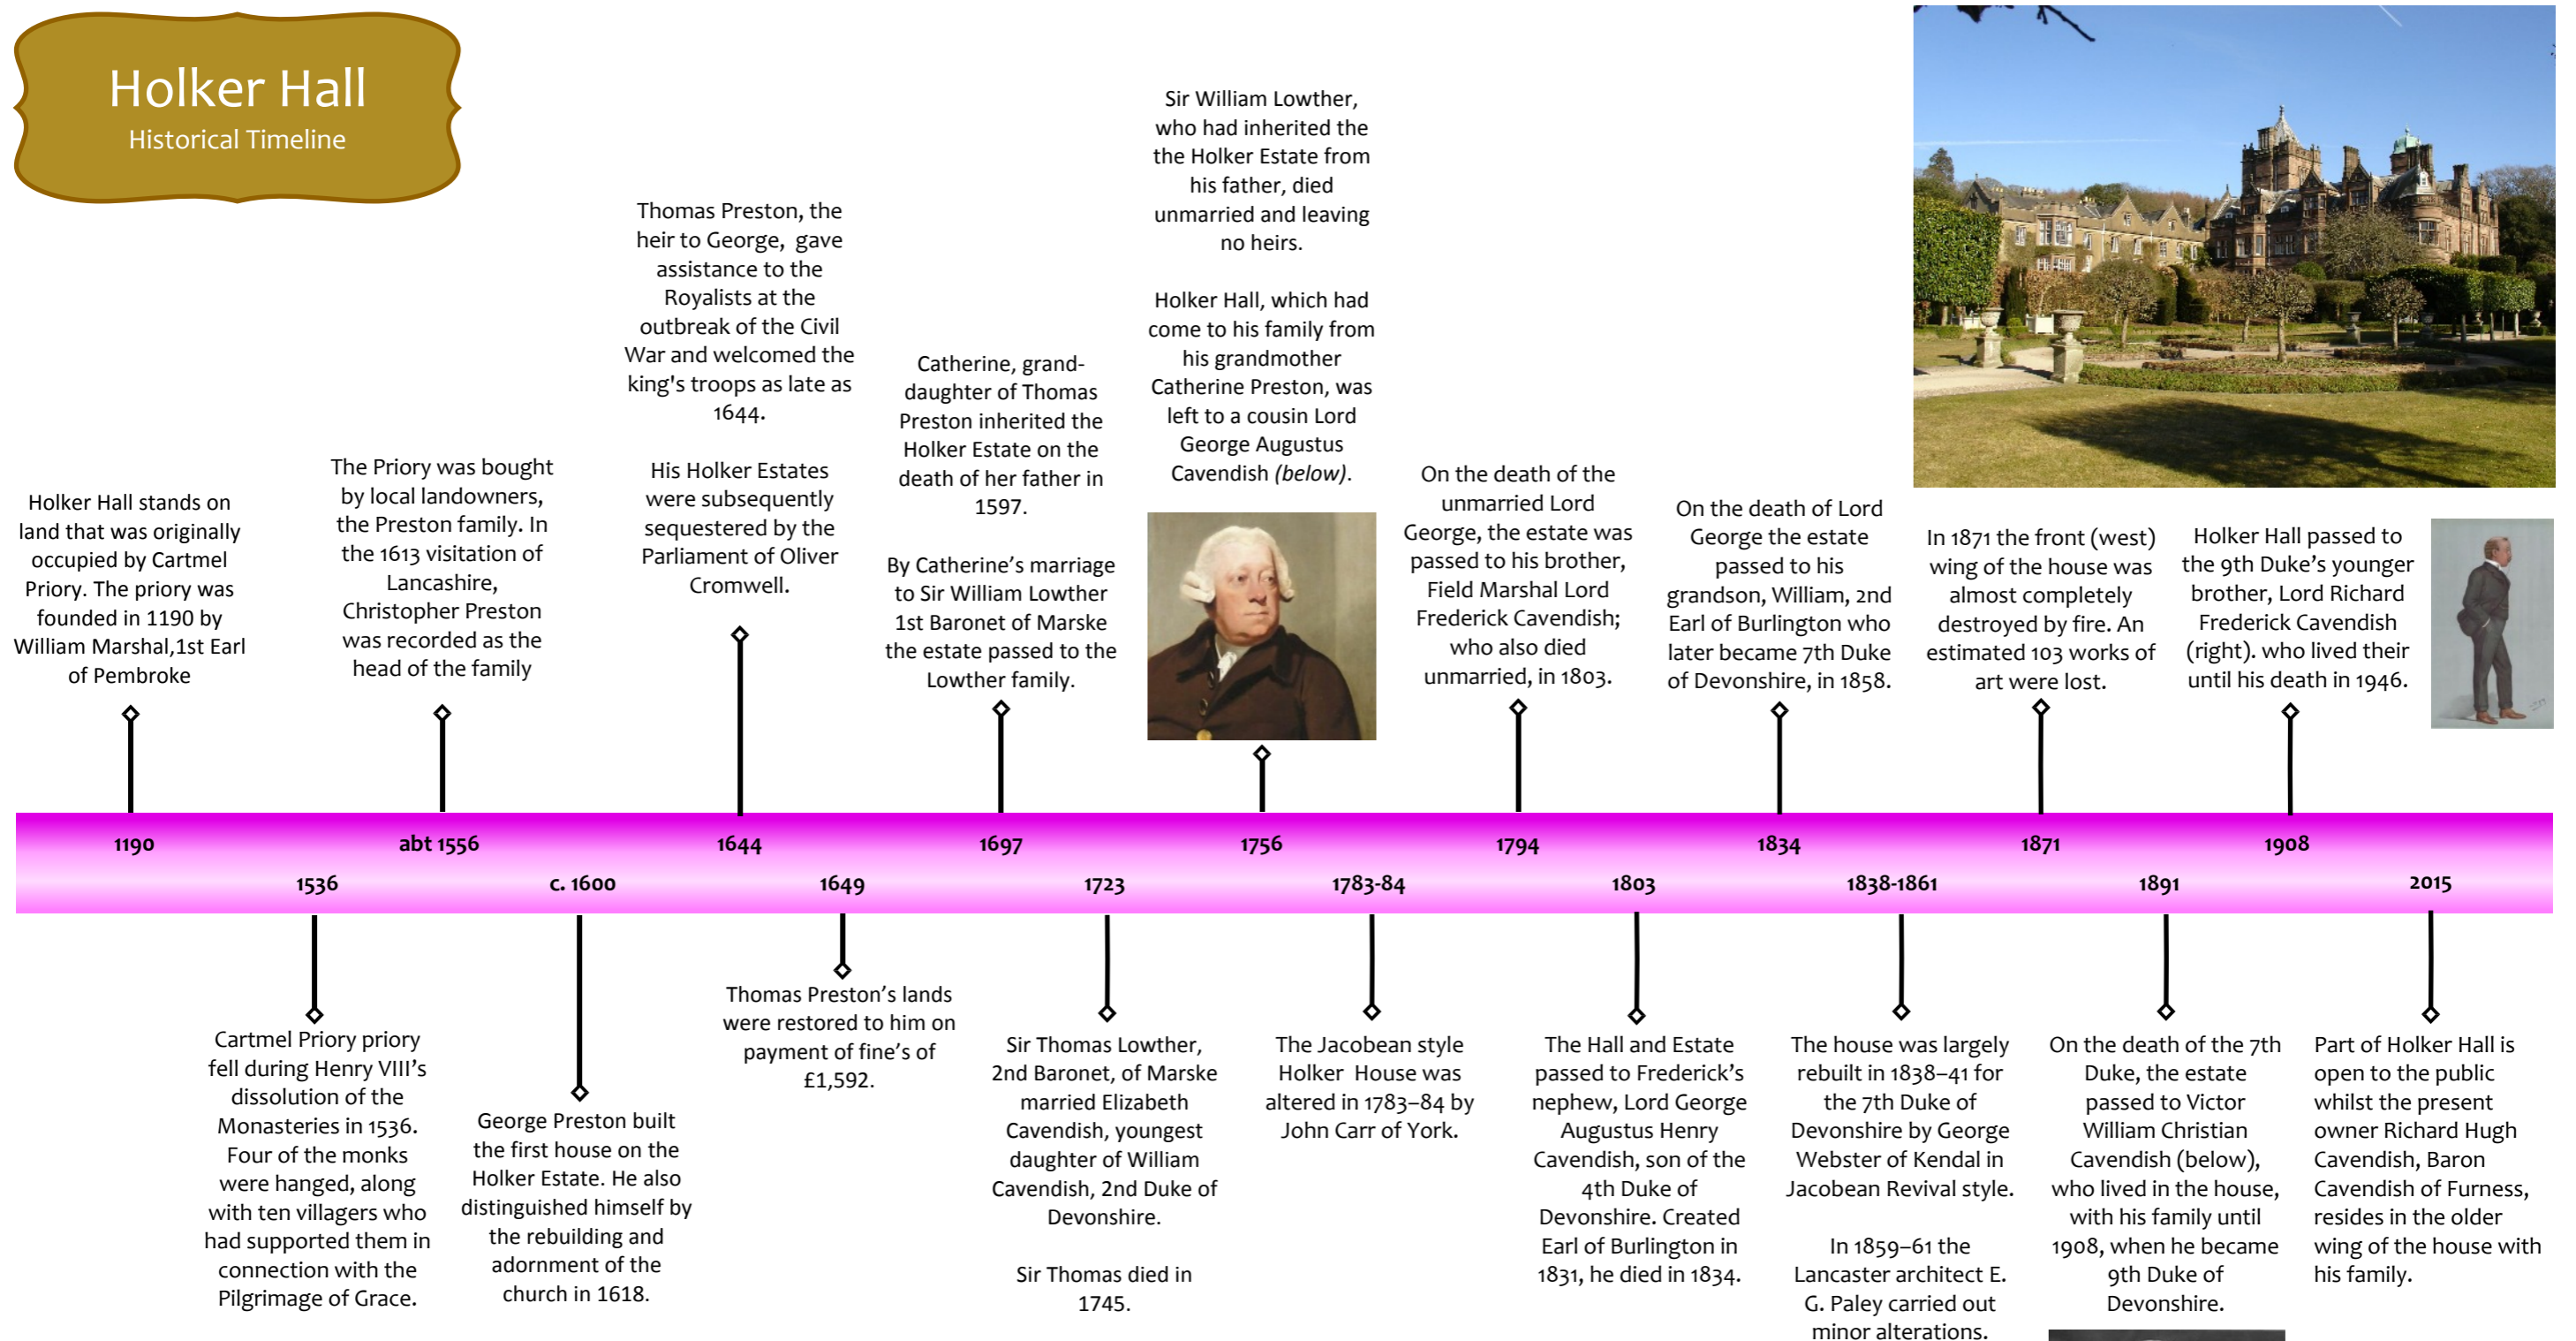 Holker Hall
Historical Timeline
Holker Hall stands on
land that was originally
occupied by Cartmel
Priory. The priory was
founded in 1190 by
William Marshal,1st Earl
of Pembroke
The Priory was bought
by local landowners,
the Preston family. In
the 1613 visitation of
Lancashire,
Christopher Preston
was recorded as the
head of the family
Thomas Preston, the
heir to George, gave
assistance to the
Royalists at the
outbreak of the Civil
War and welcomed the
king's troops as late as
1644.
His Holker Estates
were subsequently
sequestered by the
Parliament of Oliver
Cromwell.
Catherine, grand-
daughter of Thomas
Preston inherited the
Holker Estate on the
death of her father in
1597.
By Catherine's marriage
to Sir William Lowther
1st Baronet of Marske
the estate passed to the
Lowther family.
Sir William Lowther,
who had inherited the
the Holker Estate from
his father, died
unmarried and leaving
no heirs.
Holker Hall, which had
come to his family from
his grandmother
Catherine Preston, was
left to a cousin Lord
George Augustus
Cavendish (below).
On the death of the
unmarried Lord
George, the estate was
passed to his brother,
Field Marshal Lord
Frederick Cavendish;
who also died
unmarried, in 1803.
On the death of Lord
George the estate
passed to his
grandson, William, 2nd
Earl of Burlington who
later became 7th Duke
of Devonshire, in 1858.
In 1871 the front (west)
wing of the house was
almost completely
destroyed by fire. An
estimated 103 works of
art were lost.
Holker Hall passed to
the 9th Duke's younger
brother, Lord Richard
Frederick Cavendish
(right). who lived their
until his death in 1946.
1190
abt 1556
1644
1697
1756
1794
1834
1871
1908
1536
c. 1600
1649
1723
1783-84
1803
1838-1861
1891
2015
Cartmel Priory priory
fell during Henry VIII's
dissolution of the
Monasteries in 1536.
Four of the monks
were hanged, along
with ten villagers who
had supported them in
connection with the
Pilgrimage of Grace.
George Preston built
the first house on the
Holker Estate. He also
distinguished himself by
the rebuilding and
adornment of the
church in 1618.
Thomas Preston's lands
were restored to him on
payment of fine's of
£1,592.
Sir Thomas Lowther,
2nd Baronet, of Marske
married Elizabeth
Cavendish, youngest
daughter of William
Cavendish, 2nd Duke of
Devonshire.
Sir Thomas died in
1745.
The Jacobean style
Holker House was
altered in 1783–84 by
John Carr of York.
The Hall and Estate
passed to Frederick's
nephew, Lord George
Augustus Henry
Cavendish, son of the
4th Duke of
Devonshire. Created
Earl of Burlington in
1831, he died in 1834.
The house was largely
rebuilt in 1838–41 for
the 7th Duke of
Devonshire by George
Webster of Kendal in
Jacobean Revival style.
In 1859–61 the
Lancaster architect E.
G. Paley carried out
minor alterations.
On the death of the 7th
Duke, the estate
passed to Victor
William Christian
Cavendish (below),
who lived in the house,
with his family until
1908, when he became
9th Duke of
Devonshire.
Part of Holker Hall is
open to the public
whilst the present
owner Richard Hugh
Cavendish, Baron
Cavendish of Furness,
resides in the older
wing of the house with
his family.